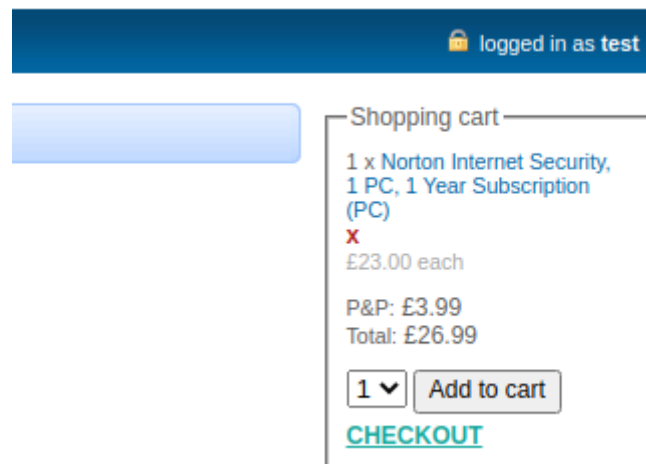 logged in as test
Shopping cart
1 x Norton Internet Security,
1 PC, 1 Year Subscription
(PC)
x
£23.00 each
P&P: £3.99
Total: £26.99
1 Add to cart
CHECKOUT